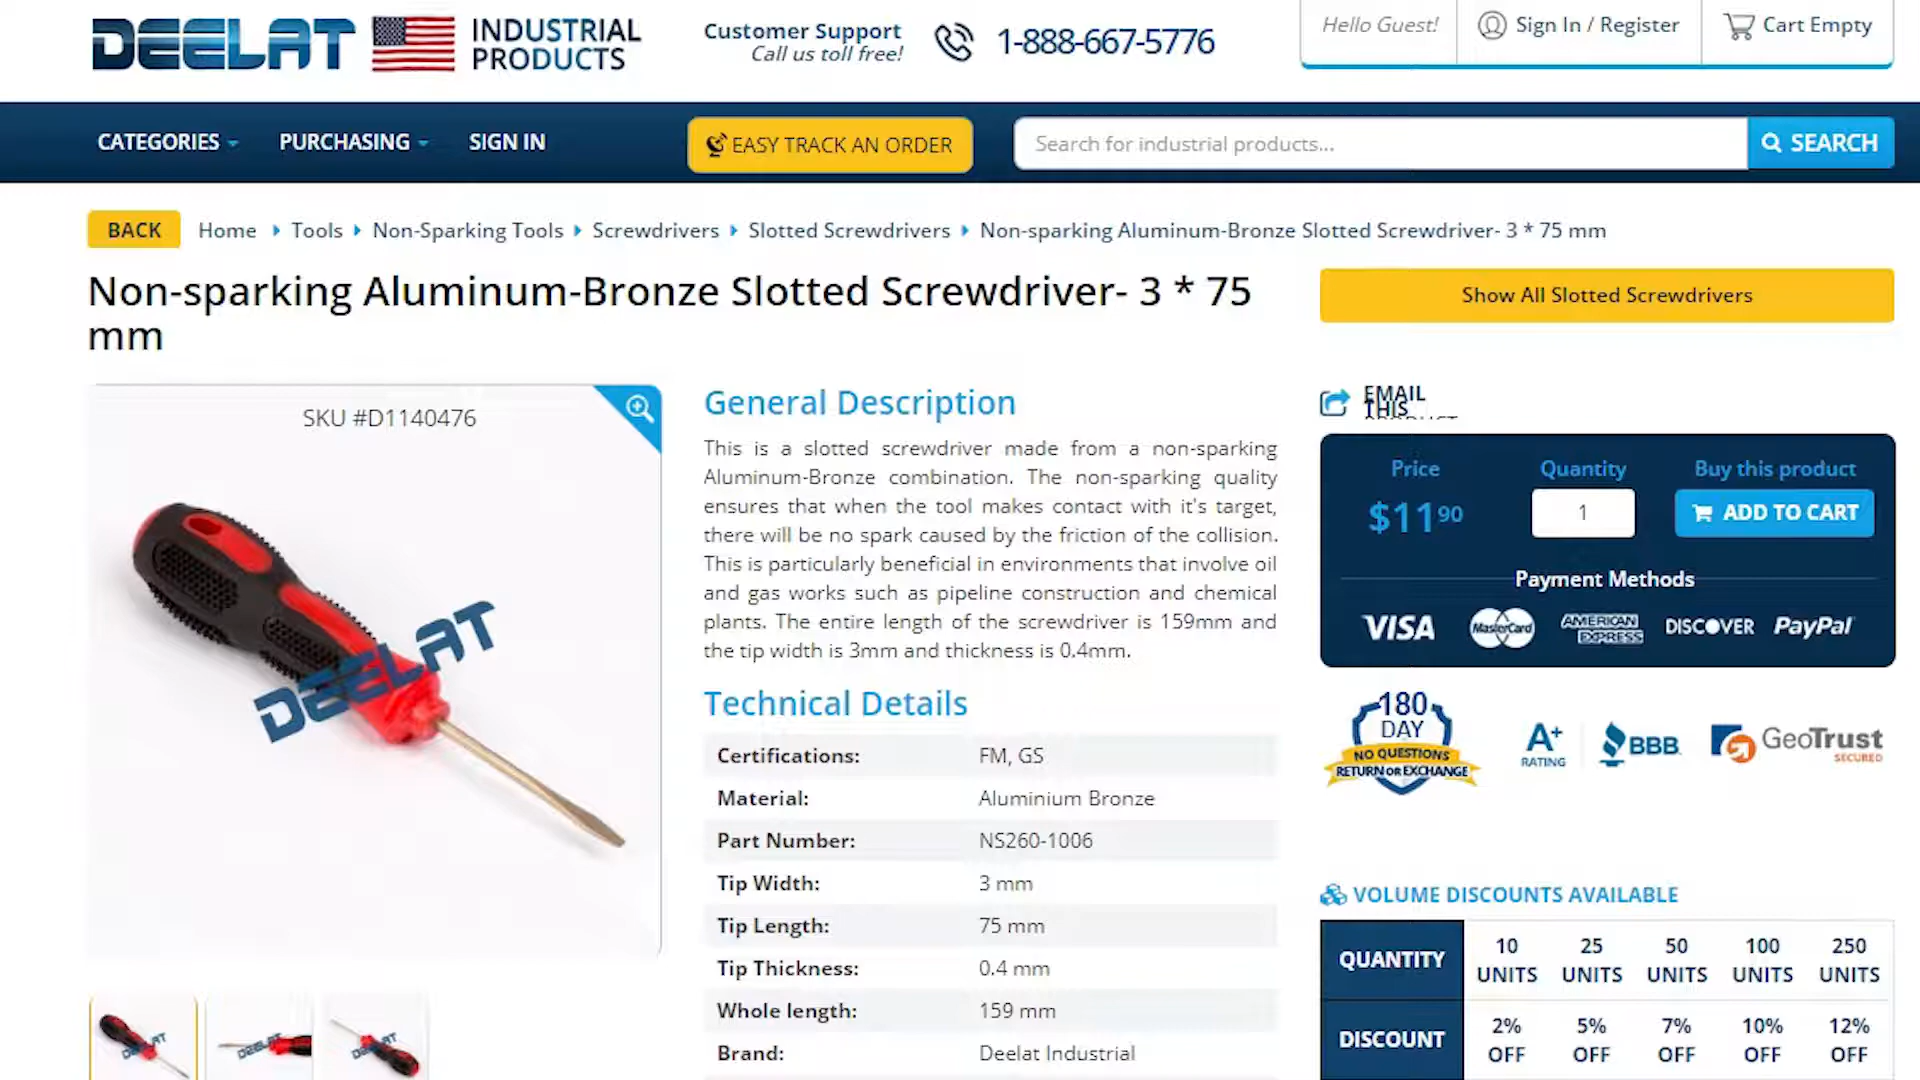 DEELAT
INDUSTRIAL
PRODUCTS
Customer Support
Call us toll free!
1-888-667-5776
Hello Guest!
Sign In / Register
Cart Empty
CATEGORIES
PURCHASING
SIGN IN
EASY TRACK AN ORDER
Search for industrial products...
SEARCH
BACK
Home
Tools
Non-Sparking Tools
Screwdrivers
Slotted Screwdrivers
Non-sparking Aluminum-Bronze Slotted Screwdriver- 3 * 75 mm
Non-sparking Aluminum-Bronze Slotted Screwdriver- 3 * 75
mm
Show All Slotted Screwdrivers
SKU #D1140476
DEELAT
General Description
This is a slotted screwdriver made from a non-sparking
Aluminum-Bronze combination. The non-sparking quality
ensures that when the tool makes contact with it's target,
there will be no spark caused by the friction of the collision.
This is particularly beneficial in environments that involve oil
and gas works such as pipeline construction and chemical
plants. The entire length of the screwdriver is 159mm and
the tip width is 3mm and thickness is 0.4mm.
Technical Details
Certifications: FM, GS
Material: Aluminium Bronze
Part Number: NS260-1006
Tip Width: 3 mm
Tip Length: 75 mm
Tip Thickness: 0.4 mm
Whole length: 159 mm
Brand: Deelat Industrial
EMAIL
THIS
Price
Quantity
Buy this product
$11 90
1
ADD TO CART
Payment Methods
VISA
MasterCard
AMERICAN
EXPRESS
DISCOVER
PayPal
180
DAY
NO QUESTIONS
RETURN OR EXCHANGE
A+
RATING
BBB
GeoTrust
SECURED
VOLUME DISCOUNTS AVAILABLE
QUANTITY
10 UNITS
25 UNITS
50 UNITS
100 UNITS
250 UNITS
DISCOUNT
2% OFF
5% OFF
7% OFF
10% OFF
12% OFF
DEELAT
DEELAT
DEELAT